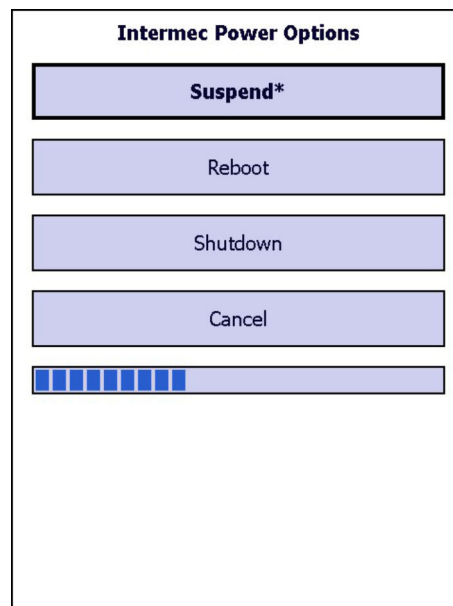 Intermec Power Options
Suspend*
Reboot
Shutdown
Cancel